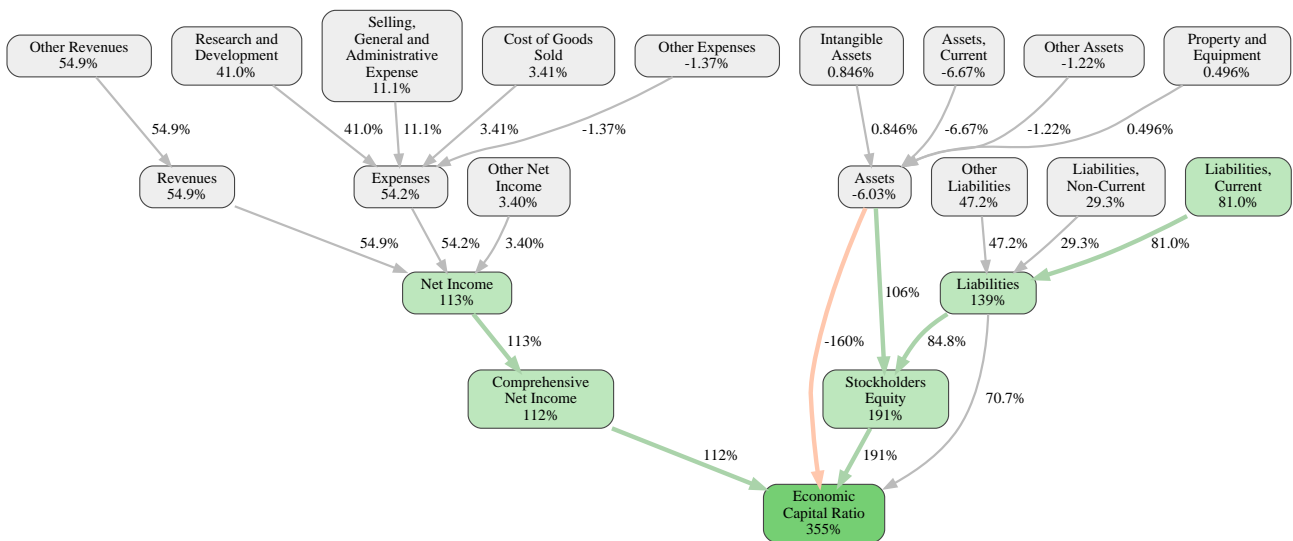 Other Revenues
54.9%
Research and
Development
41.0%
Selling,
General and
Administrative
Expense
11.1%
Cost of Goods
Sold
3.41%
Other Expenses
-1.37%
Intangible
Assets
0.846%
Assets,
Current
-6.67%
Other Assets
-1.22%
Property and
Equipment
0.496%
54.9%
41.0%
11.1%
3.41%
-1.37%
0.846%
-6.67%
-1.22%
0.496%
Revenues
54.9%
Expenses
54.2%
Other Net
Income
3.40%
Assets
-6.03%
Other
Liabilities
47.2%
Liabilities,
Non-Current
29.3%
Liabilities,
Current
81.0%
54.9%
54.2%
3.40%
47.2%
29.3%
81.0%
Net Income
113%
106%
Liabilities
139%
113%
-160%
84.8%
Comprehensive
Net Income
112%
Stockholders
Equity
191%
70.7%
112%
191%
Economic
Capital Ratio
355%